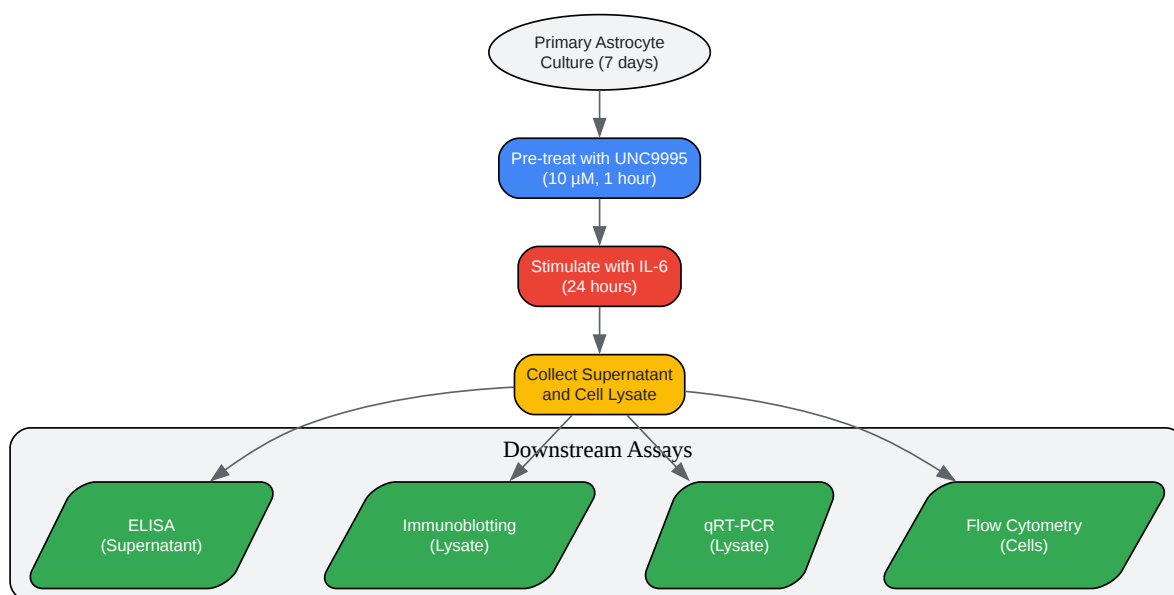 Primary Astrocyte
Culture (7 days)
Pre-treat with UNC9995
(10 µM, 1 hour)
Stimulate with IL-6
(24 hours)
Collect Supernatant
and Cell Lysate
Downstream Assays
ELISA
(Supernatant)
Immunoblotting
(Lysate)
qRT-PCR
(Lysate)
Flow Cytometry
(Cells)